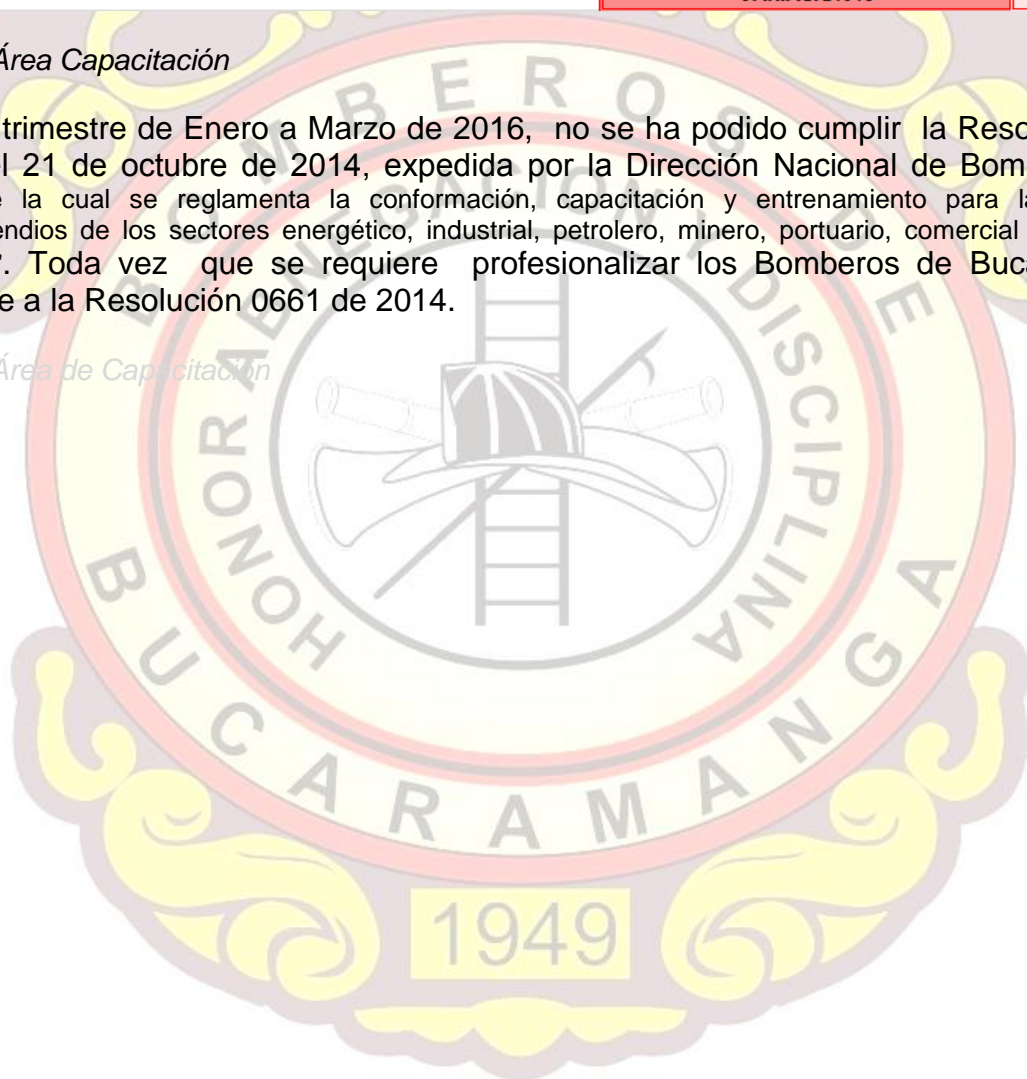 Área Capacitación
trimestre de Enero a Marzo de 2016, no se ha podido cumplir la Reso
el 21 de octubre de 2014, expedida por la Dirección Nacional de Bom
e la cual se reglamenta la conformación, capacitación y entrenamiento para la
endios de los sectores energético, industrial, petrolero, minero, portuario, comercial
”. Toda vez que se requiere profesionalizar los Bomberos de Buca
e a la Resolución 0661 de 2014.
Área de Capacitación
BOMBEROS DE
ABNEGACION Y DISCIPLINA
HONOR
BUCARAMANGA
1949